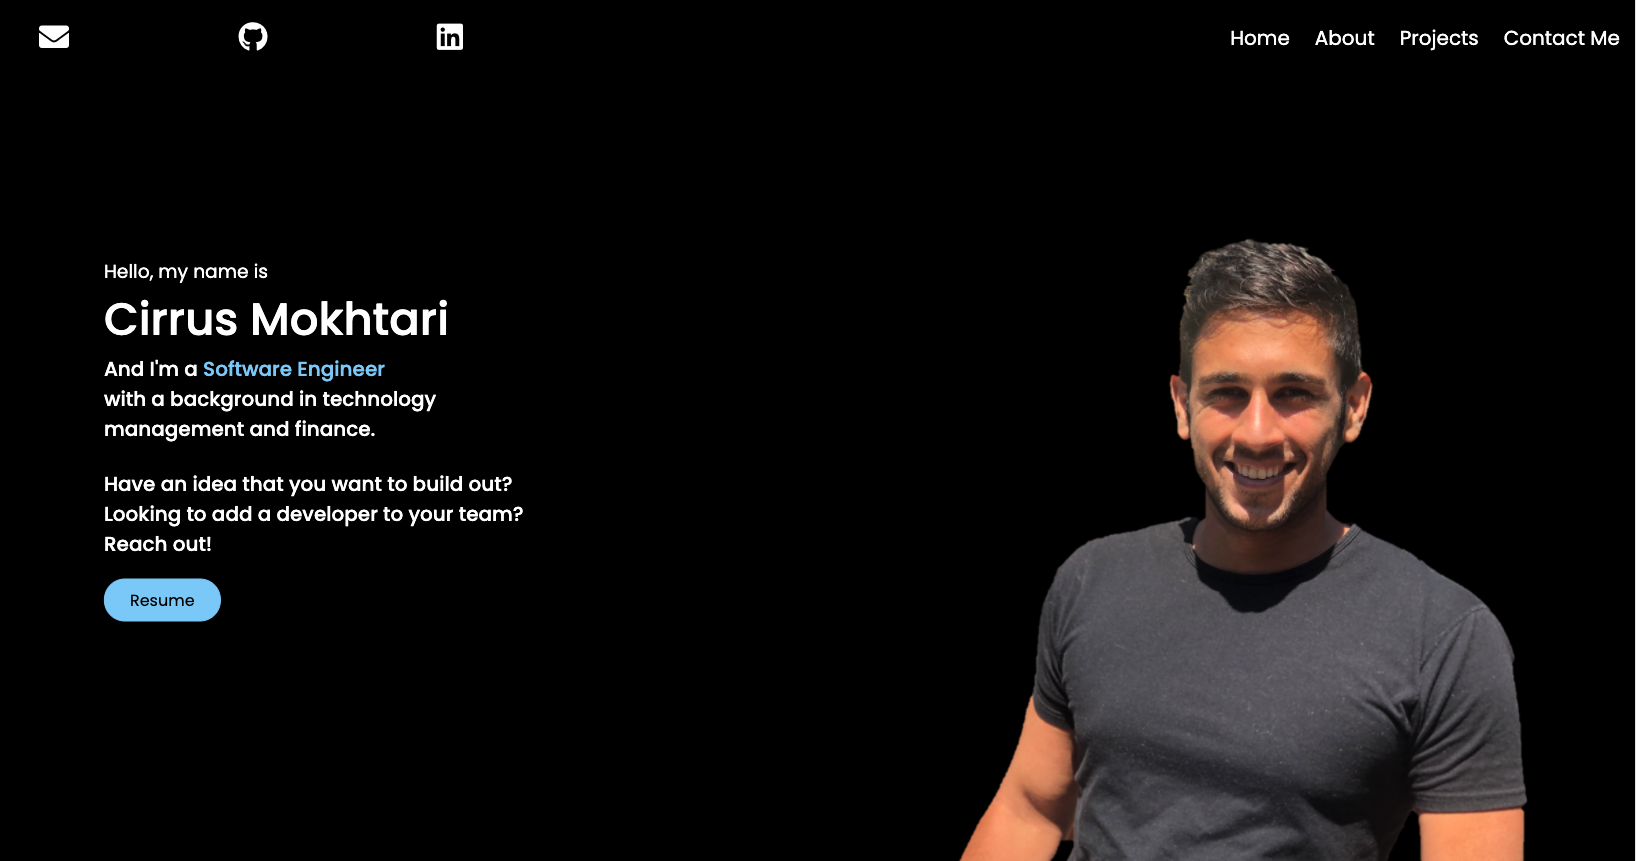 Home About Projects Contact Me
Hello, my name is
Cirrus Mokhtari
And I'm a Software Engineer
with a background in technology
management and finance.
Have an idea that you want to build out?
Looking to add a developer to your team?
Reach out!
Resume